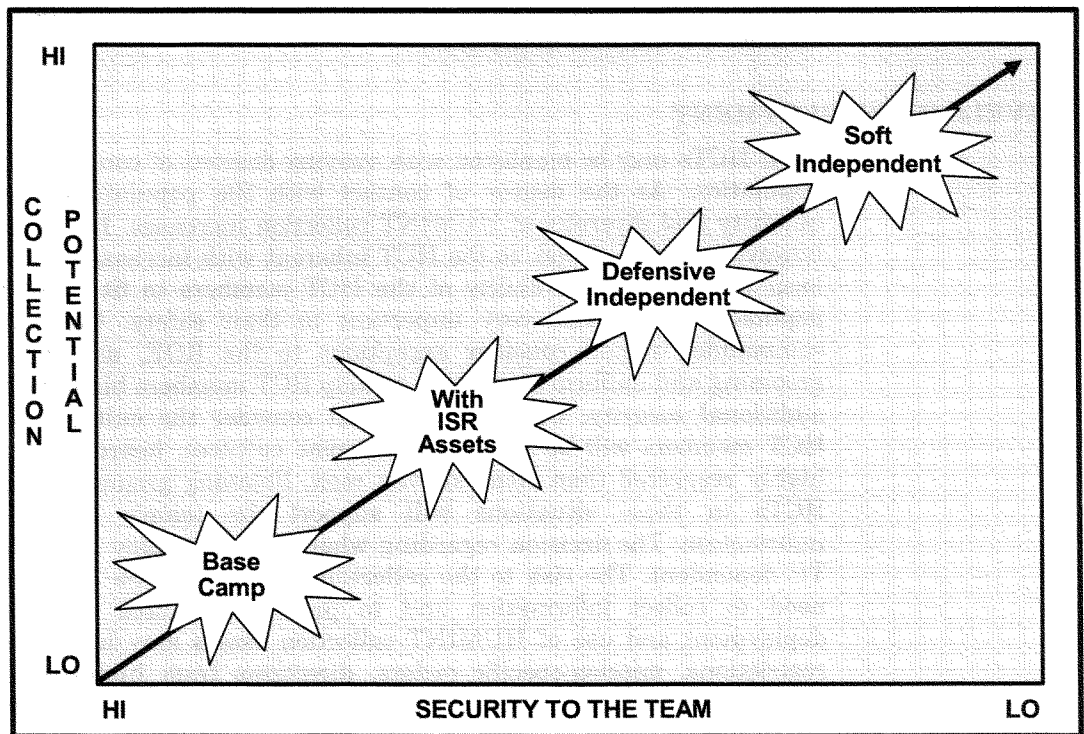 HI
COLLECTION
POTENTIAL
Soft
Independent
Defensive
Independent
With
ISR
Assets
Base
Camp
LO
HI
SECURITY TO THE TEAM
LO